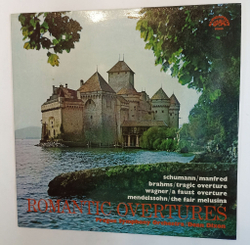 schumann/manfred
brahms/tragic overture
wagner/a faust overture
mendelssohn/the fair melusina
ROMANTIC OVERTURES